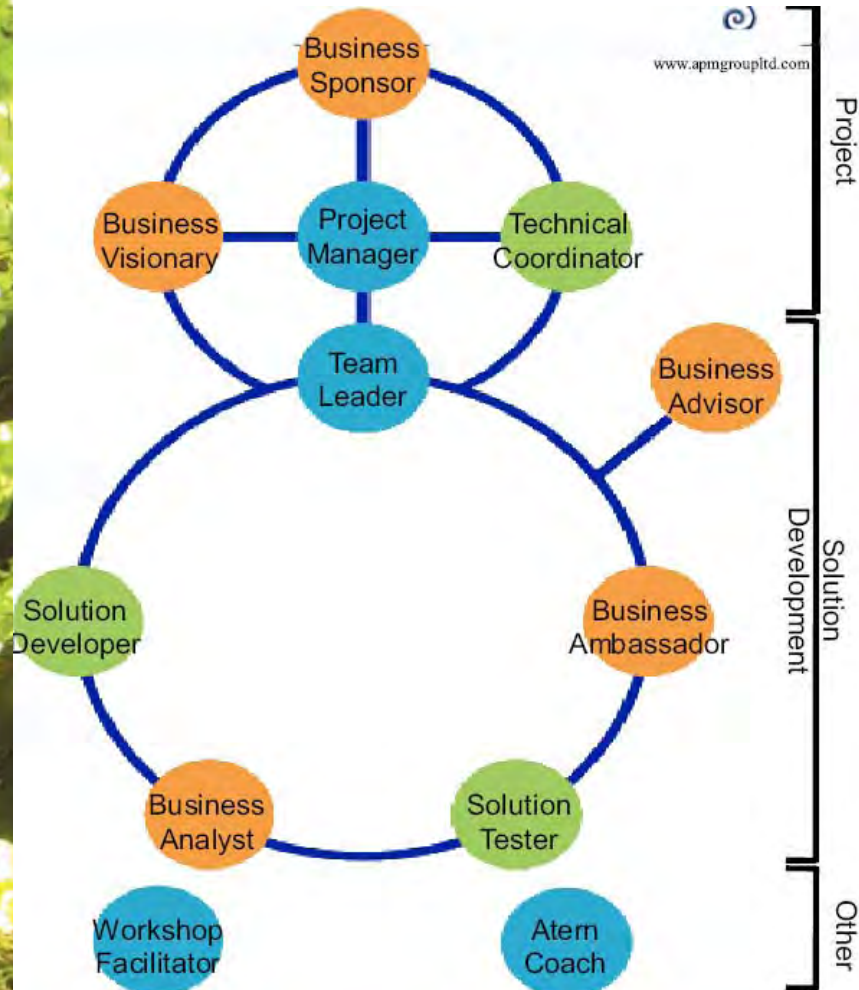 Business
Sponsor
www.apmgroupltd.com
Project
Business
Visionary
Project
Manager
Technical
Coordinator
Team
Leader
Business
Advisor
Solution
Development
Solution
Developer
Business
Ambassador
Business
Analyst
Solution
Tester
Workshop
Facilitator
Atern
Coach
Other